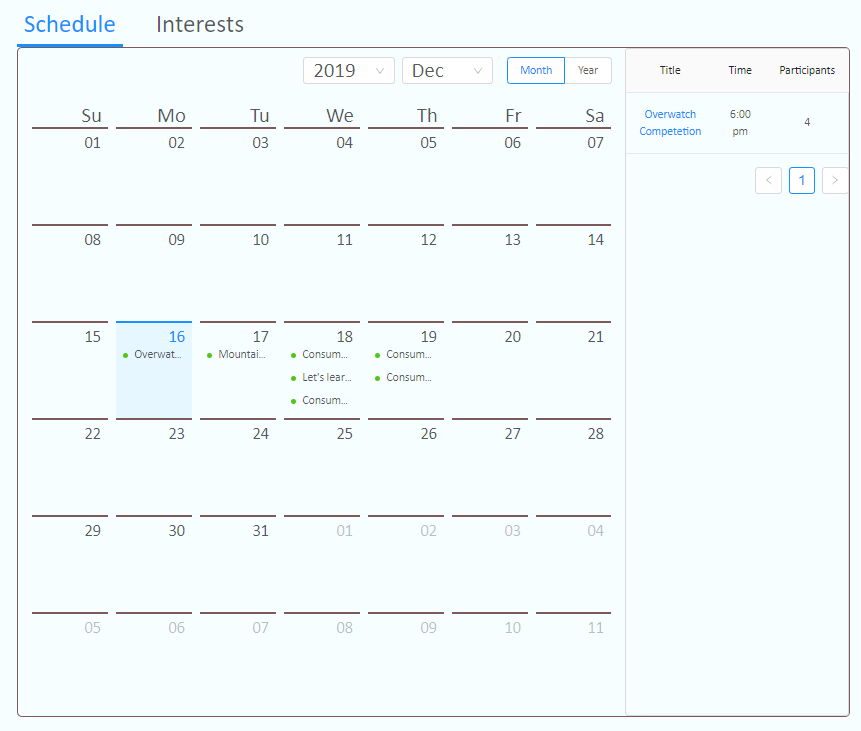 Schedule Interests
2019 Dec Month Year
Su Mo Tu We Th Fr Sa
01 02 03 04 05 06 07
08 09 10 11 12 13 14
15 16 17 18 19 20 21
Overwat... Mountai... Consum... Consum...
Let's lear... Consum...
Consum...
22 23 24 25 26 27 28
29 30 31 01 02 03 04
05 06 07 08 09 10 11
Title Time Participants
Overwatch 6:00 4
Competetion pm
< 1 >